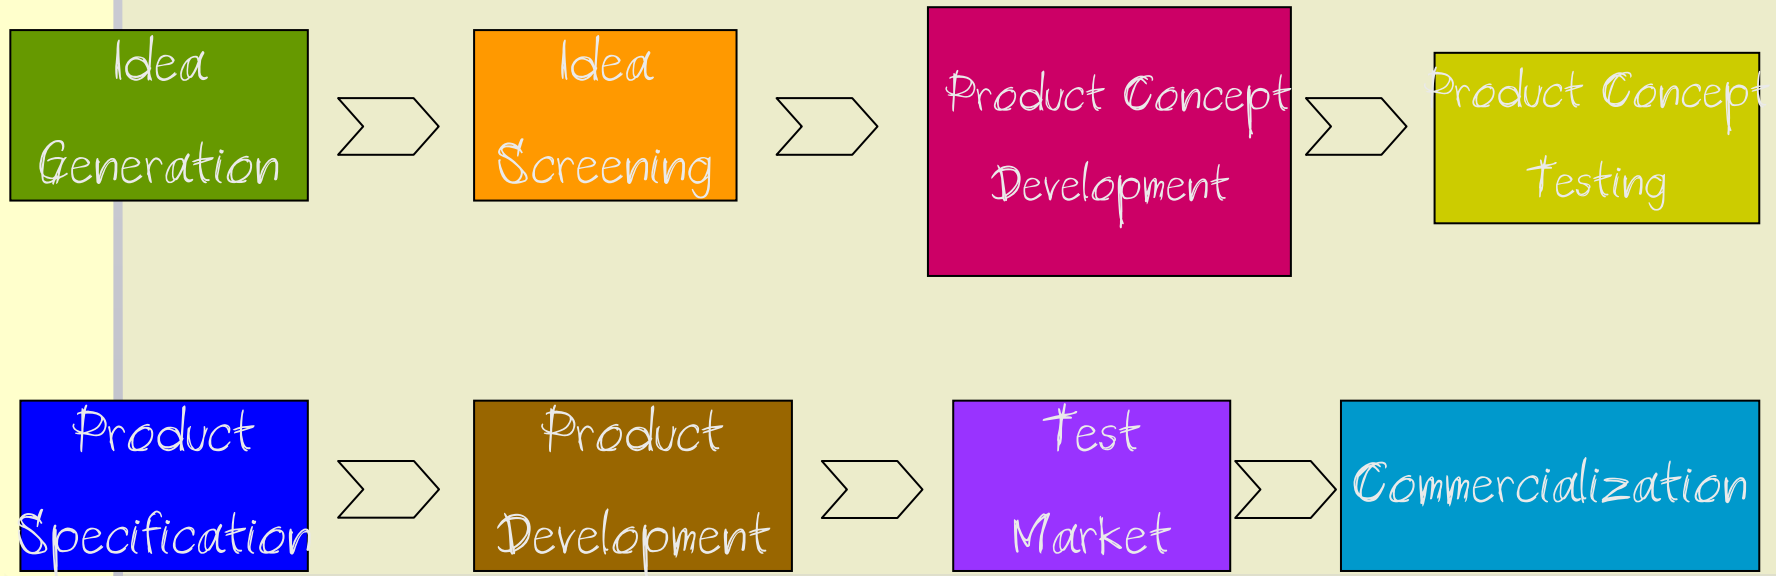 Idea
Generation
Idea
Screening
Product Concept
Development
Product Concept
Testing
Product
Specification
Product
Development
Test
Market
Commercialization